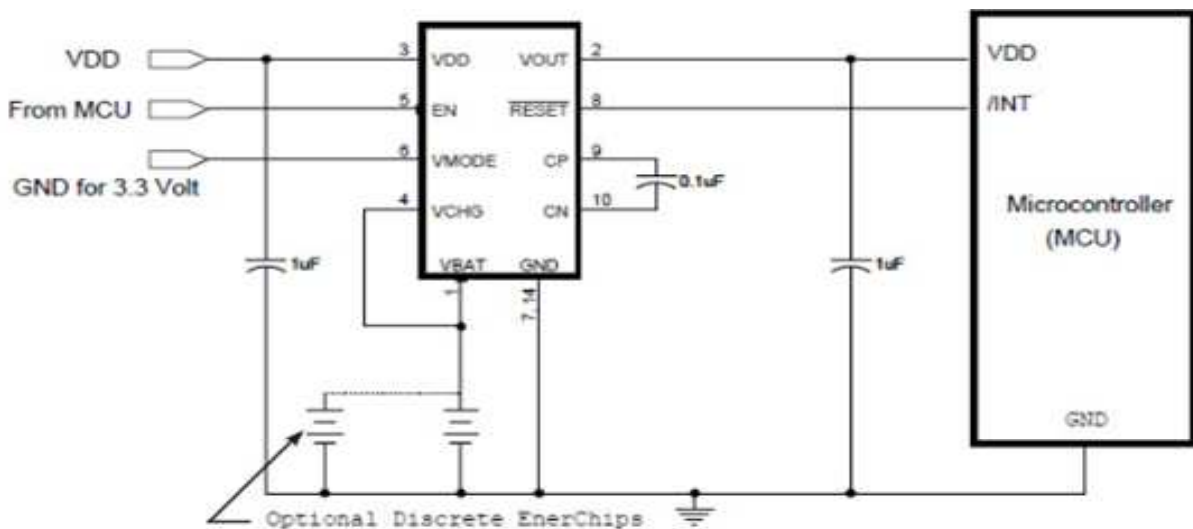 VDD
From MCU
GND for 3.3 Volt
3
5
6
4
VDD
EN
VMODE
VCHG
VBAT
GND
VOUT
RESET
CP
CN
2
8
9
10
1
7, 14
0.1uF
1uF
1uF
VDD
/INT
Microcontroller
(MCU)
GND
Optional Discrete EnerChips